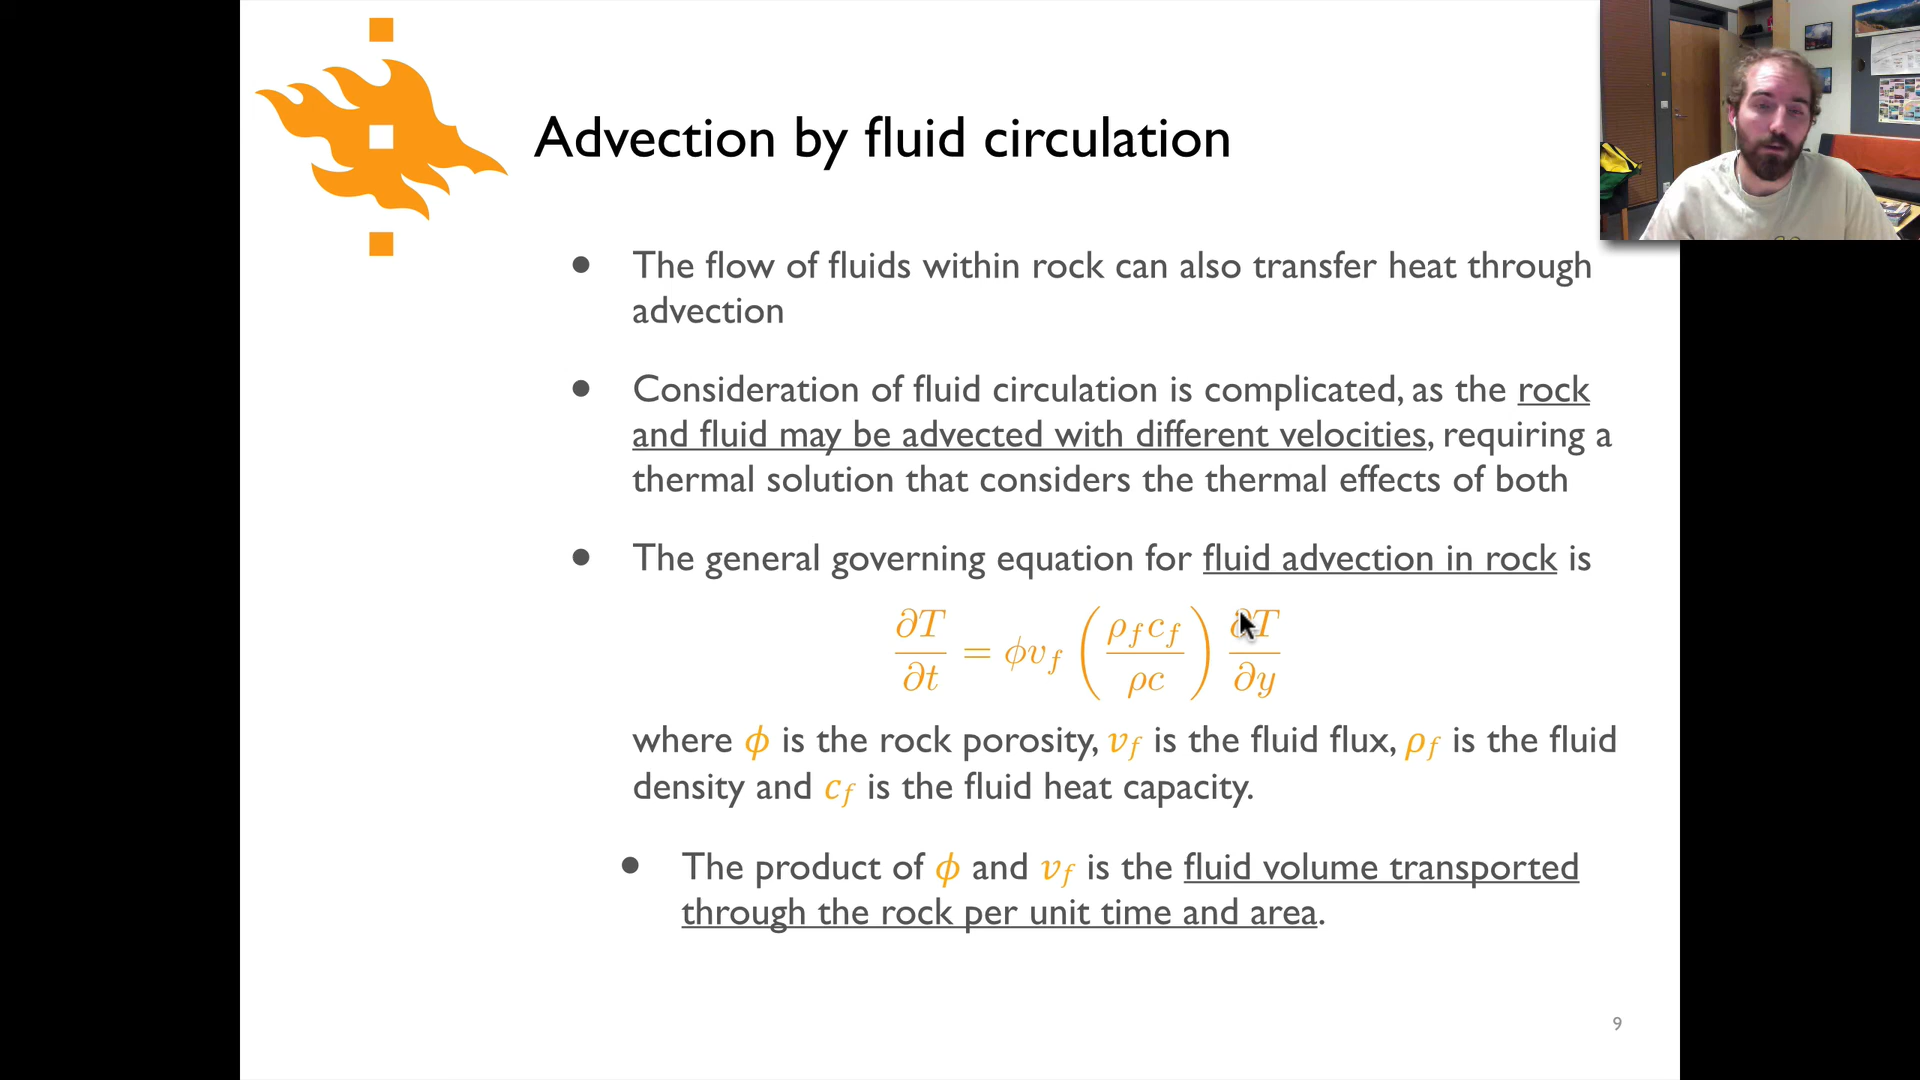 Advection by fluid circulation
• The flow of fluids within rock can also transfer heat through
advection
• Consideration of fluid circulation is complicated, as the rock
and fluid may be advected with different velocities, requiring a
thermal solution that considers the thermal effects of both
• The general governing equation for fluid advection in rock is
∂T/∂t = ϕv_f (ρ_f c_f / ρc) ∂T/∂y
where ϕ is the rock porosity, v_f is the fluid flux, ρ_f is the fluid
density and c_f is the fluid heat capacity.
• The product of ϕ and v_f is the fluid volume transported
through the rock per unit time and area.
9